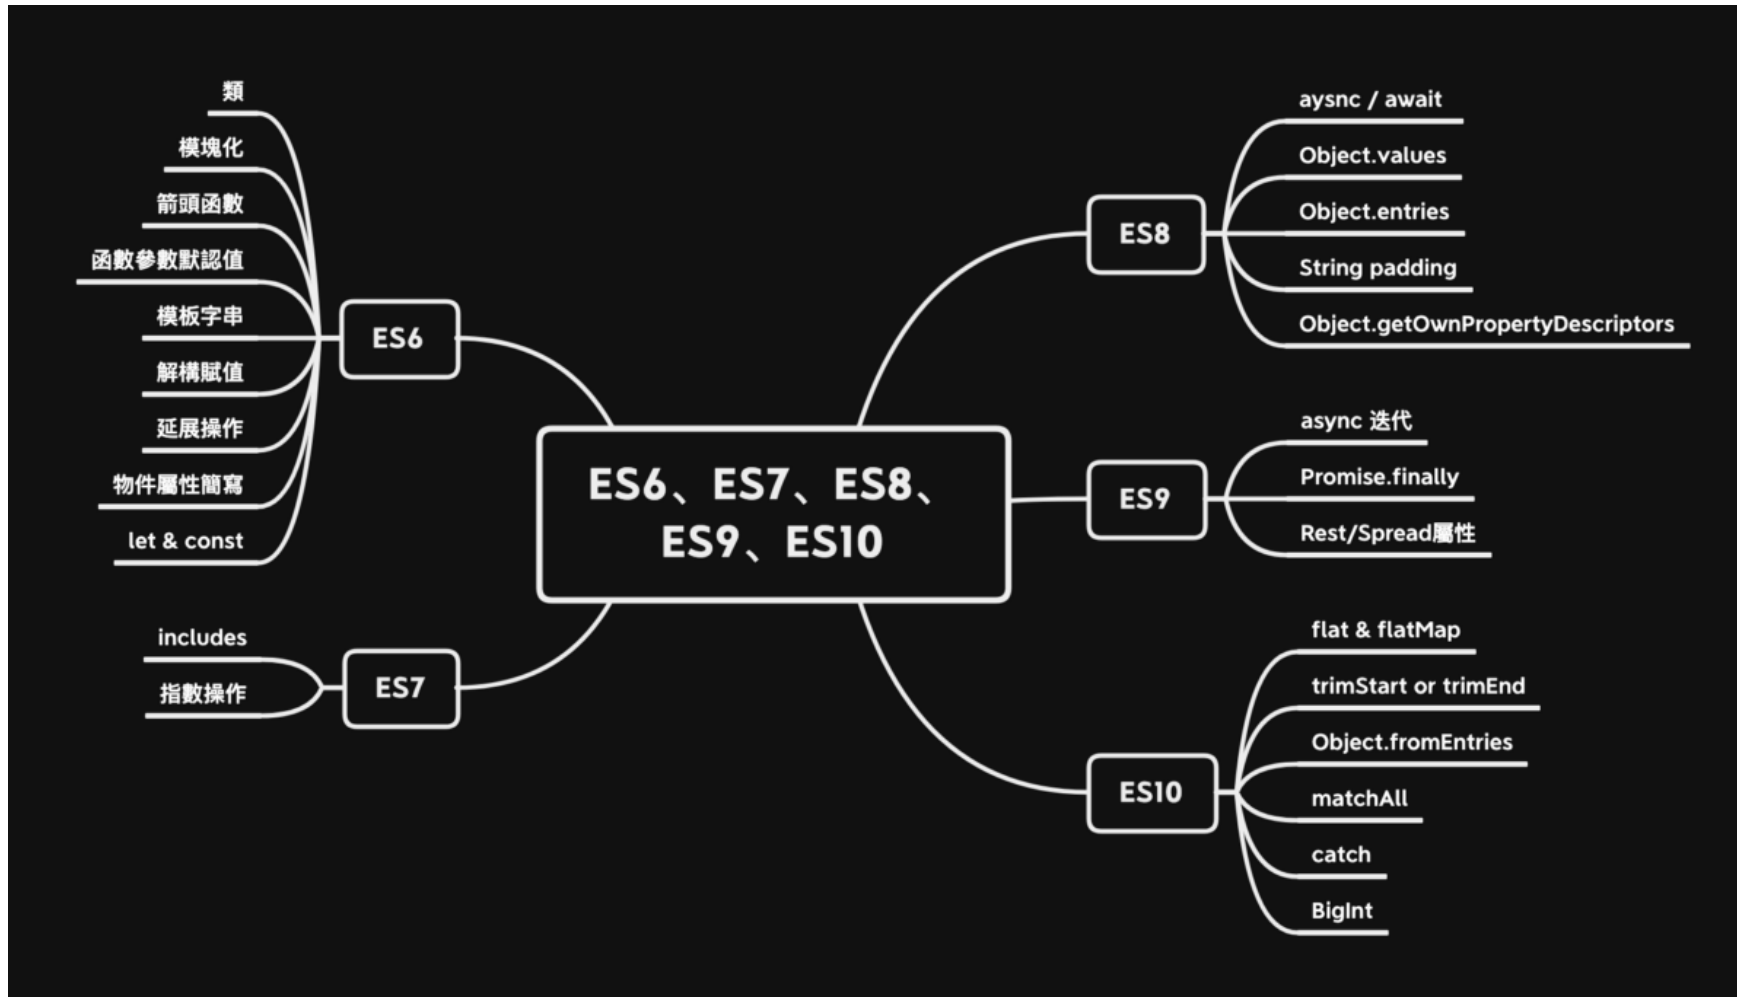 ES6、ES7、ES8、
ES9、ES10
ES6
類
模塊化
箭頭函數
函數參數默認值
模板字串
解構賦值
延展操作
物件屬性簡寫
let & const
ES7
includes
指數操作
ES8
aysnc / await
Object.values
Object.entries
String padding
Object.getOwnPropertyDescriptors
ES9
async 迭代
Promise.finally
Rest/Spread屬性
ES10
flat & flatMap
trimStart or trimEnd
Object.fromEntries
matchAll
catch
BigInt